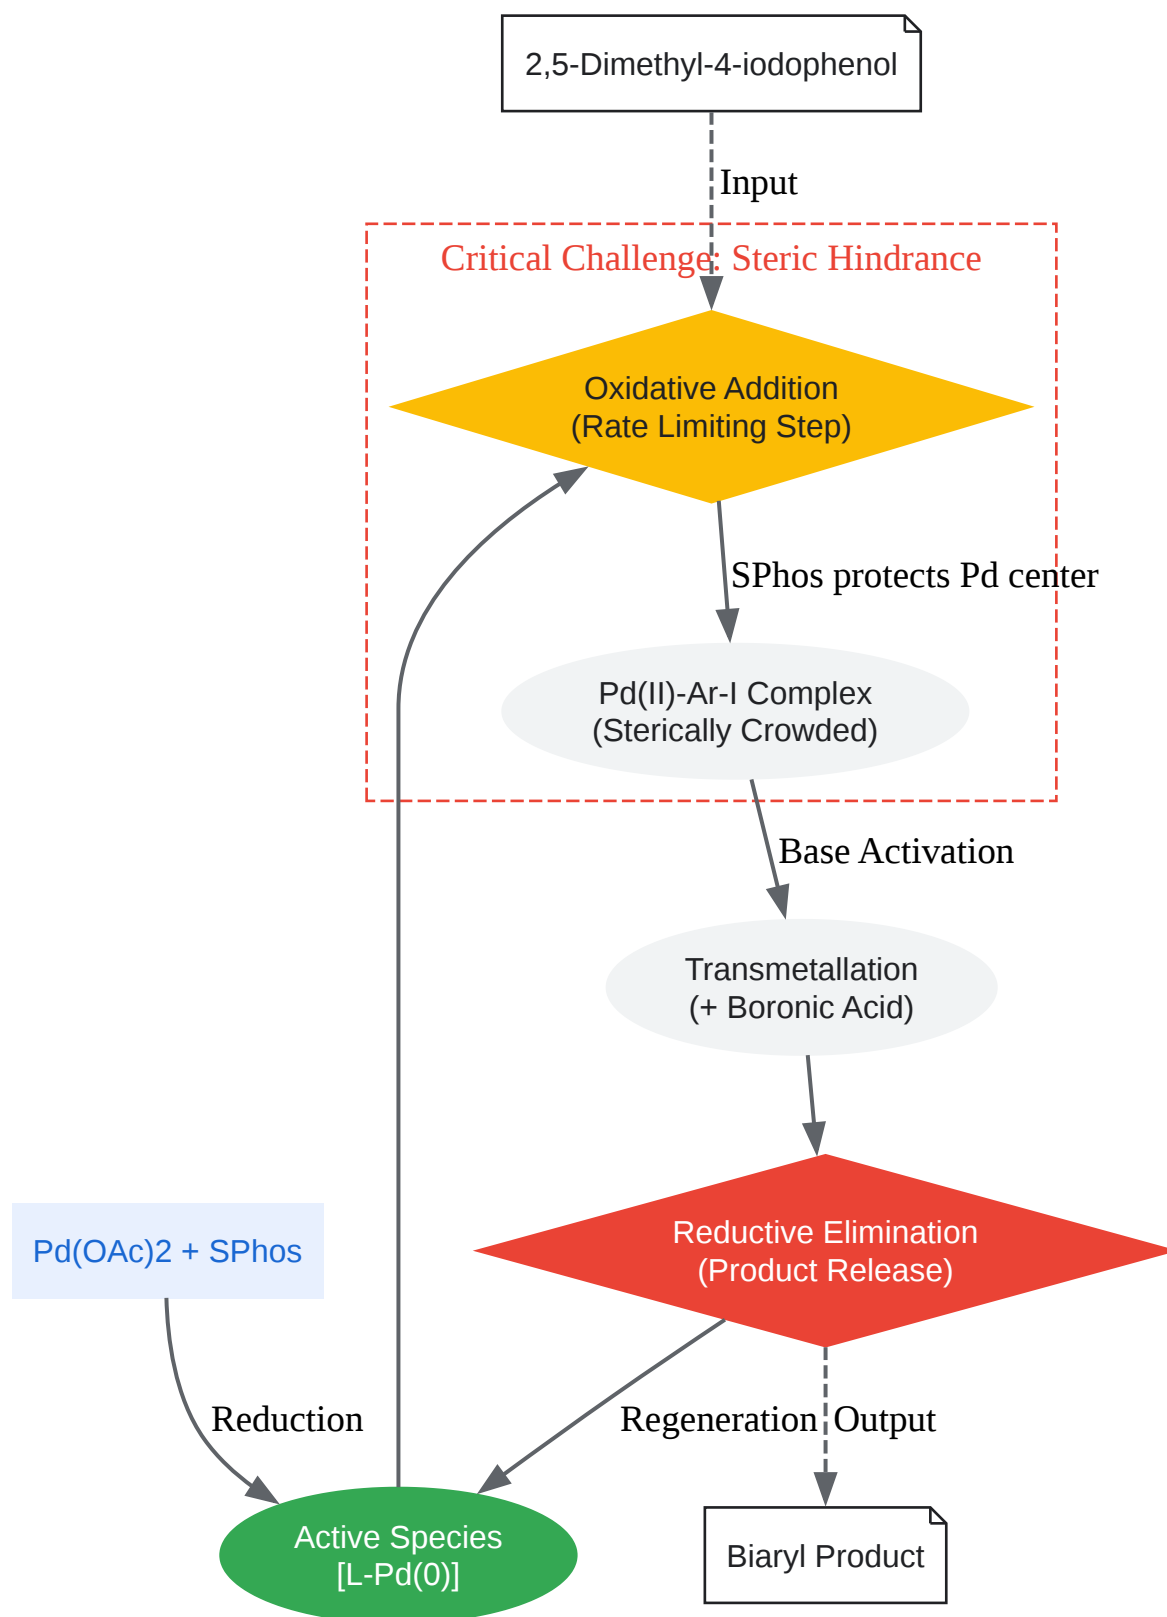 2,5-Dimethyl-4-iodophenol
Input
Critical Challenge: Steric Hindrance
Oxidative Addition
(Rate Limiting Step)
SPhos protects Pd center
Pd(II)-Ar-I Complex
(Sterically Crowded)
Base Activation
Transmetallation
(+ Boronic Acid)
Reductive Elimination
(Product Release)
Pd(OAc)2 + SPhos
Reduction
Regeneration
Output
Active Species
[L-Pd(0)]
Biaryl Product